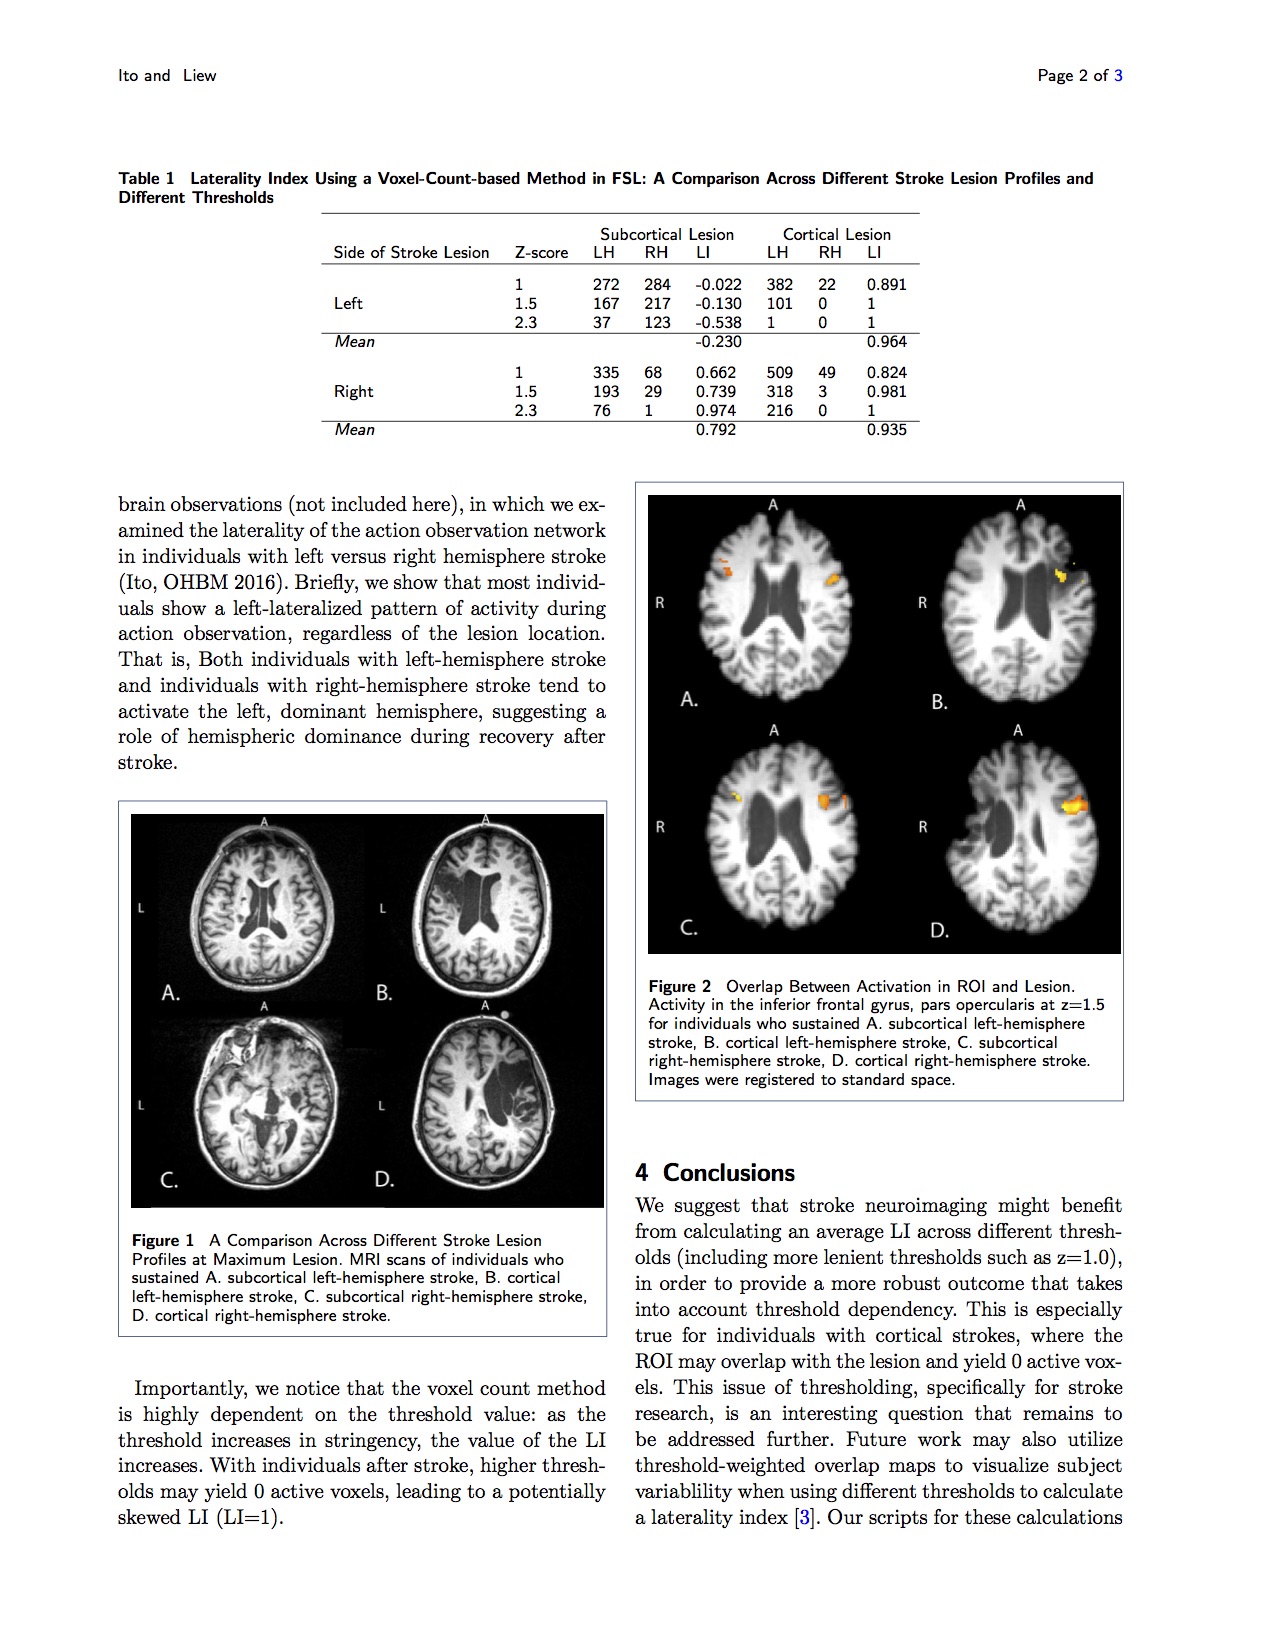 Ito and Liew
Page 2 of 3
Table 1 Laterality Index Using a Voxel-Count-based Method in FSL: A Comparison Across Different Stroke Lesion Profiles and
Different Thresholds
Subcortical Lesion Cortical Lesion
Side of Stroke Lesion Z-score LH RH LI LH RH LI
1 272 284 -0.022 382 22 0.891
Left 1.5 167 217 -0.130 101 0 1
2.3 37 123 -0.538 1 0 1
Mean -0.230 0.964
1 335 68 0.662 509 49 0.824
Right 1.5 193 29 0.739 318 3 0.981
2.3 76 1 0.974 216 0 1
Mean 0.792 0.935
brain observations (not included here), in which we ex-
amined the laterality of the action observation network
in individuals with left versus right hemisphere stroke
(Ito, OHBM 2016). Briefly, we show that most individ-
uals show a left-lateralized pattern of activity during
action observation, regardless of the lesion location.
That is, Both individuals with left-hemisphere stroke
and individuals with right-hemisphere stroke tend to
activate the left, dominant hemisphere, suggesting a
role of hemispheric dominance during recovery after
stroke.
A A
L L
A. B.
A A
L L
C. D.
Figure 1 A Comparison Across Different Stroke Lesion
Profiles at Maximum Lesion. MRI scans of individuals who
sustained A. subcortical left-hemisphere stroke, B. cortical
left-hemisphere stroke, C. subcortical right-hemisphere stroke,
D. cortical right-hemisphere stroke.
Importantly, we notice that the voxel count method
is highly dependent on the threshold value: as the
threshold increases in stringency, the value of the LI
increases. With individuals after stroke, higher thresh-
olds may yield 0 active voxels, leading to a potentially
skewed LI (LI=1).
A A
R R
A. B.
A A
R R
C. D.
Figure 2 Overlap Between Activation in ROI and Lesion.
Activity in the inferior frontal gyrus, pars opercularis at z=1.5
for individuals who sustained A. subcortical left-hemisphere
stroke, B. cortical left-hemisphere stroke, C. subcortical
right-hemisphere stroke, D. cortical right-hemisphere stroke.
Images were registered to standard space.
4 Conclusions
We suggest that stroke neuroimaging might benefit
from calculating an average LI across different thresh-
olds (including more lenient thresholds such as z=1.0),
in order to provide a more robust outcome that takes
into account threshold dependency. This is especially
true for individuals with cortical strokes, where the
ROI may overlap with the lesion and yield 0 active vox-
els. This issue of thresholding, specifically for stroke
research, is an interesting question that remains to
be addressed further. Future work may also utilize
threshold-weighted overlap maps to visualize subject
variablility when using different thresholds to calculate
a laterality index [3]. Our scripts for these calculations